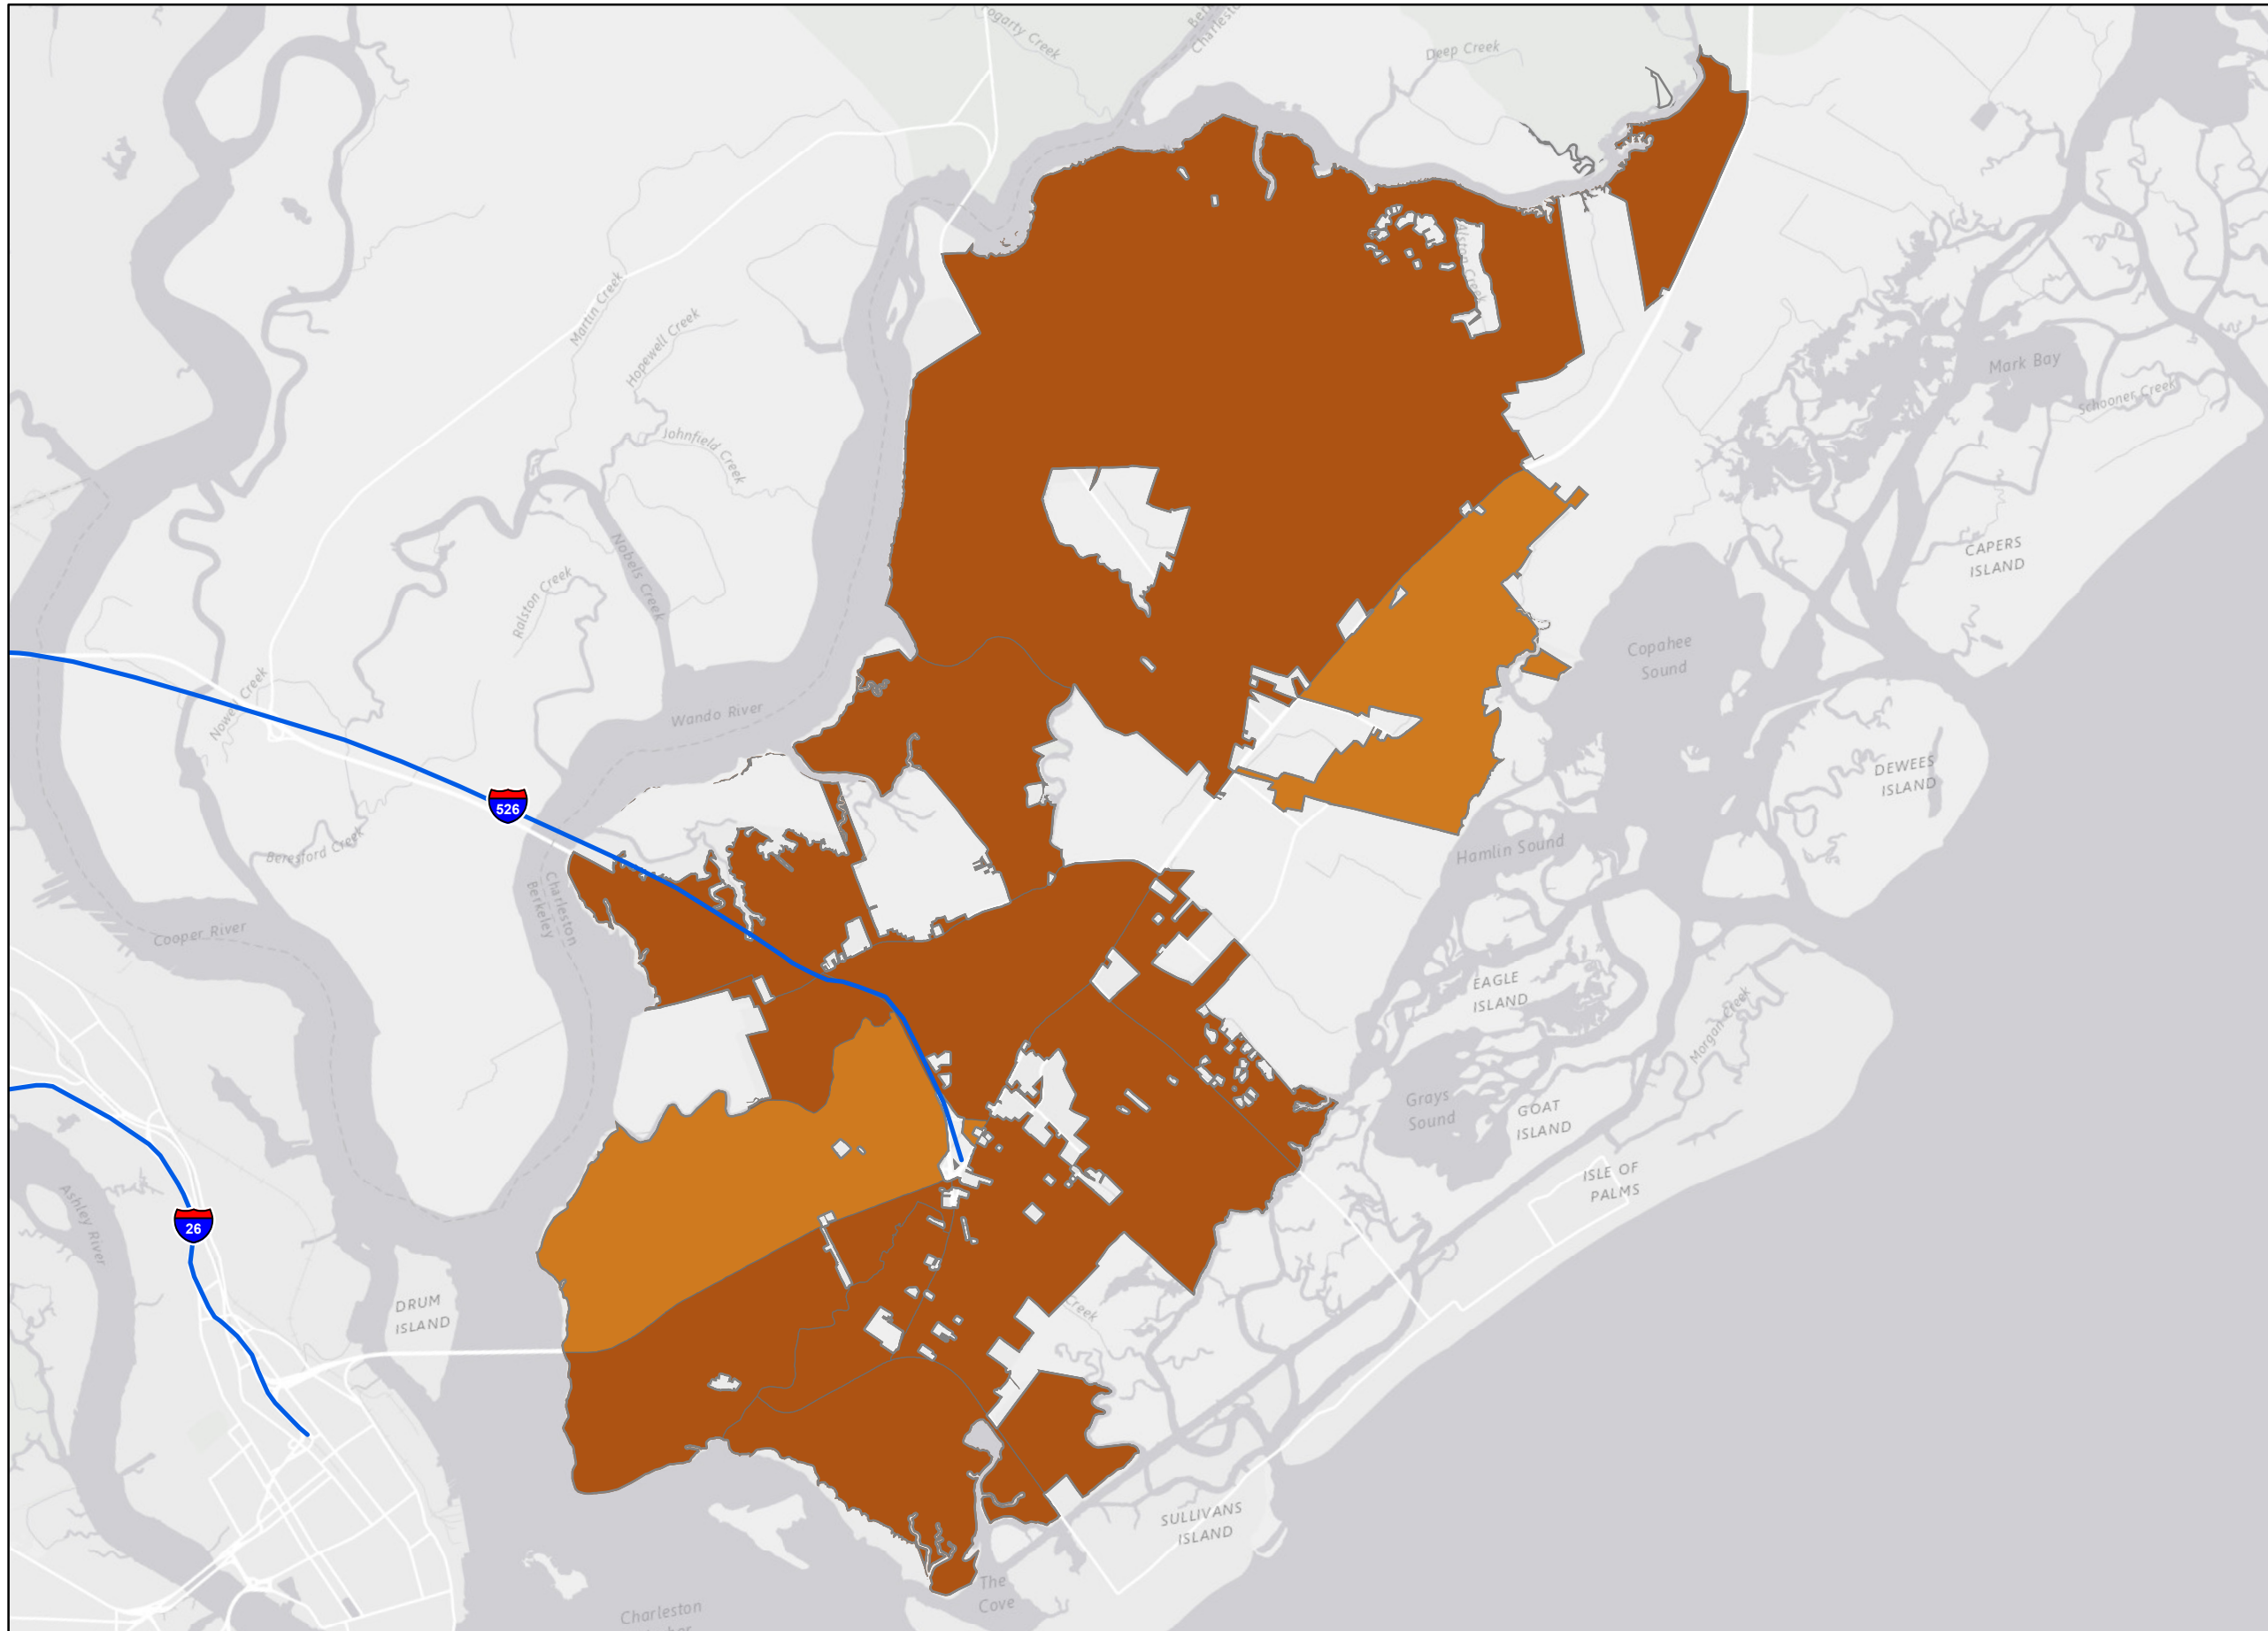 Fogarty Creek
Deep Creek
Alston Creek
Martin Creek
Hopewell Creek
Mark Bay
Schooner Creek
Johnfield Creek
Nobels Creek
Ralston Creek
CAPERS
ISLAND
Copahee
Sound
Nowell Creek
Wando River
DEWEES
ISLAND
526
Beresford Creek
Hamlin Sound
Charleston
Berkeley
Cooper River
EAGLE
ISLAND
Morgan Creek
Grays
Sound
GOAT
ISLAND
ISLE OF
PALMS
Ashley River
26
DRUM
ISLAND
Creek
SULLIVANS
ISLAND
The
Cove
Charleston